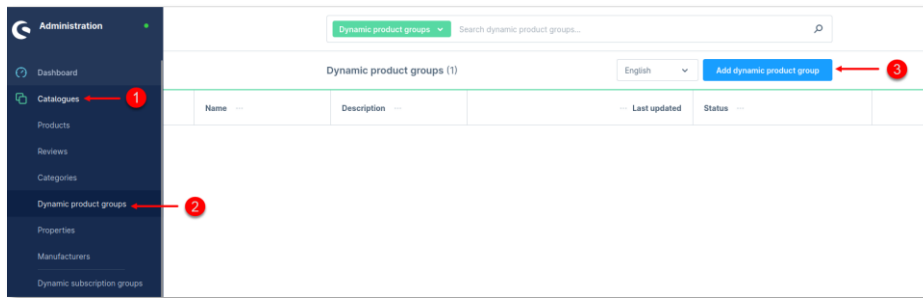 Administration
Dynamic product groups Search dynamic product groups...
Dashboard
Dynamic product groups (1) English Add dynamic product group 3
Catalogues 1
Name Description Last updated Status
Products
Reviews
Categories
Dynamic product groups 2
Properties
Manufacturers
Dynamic subscription groups